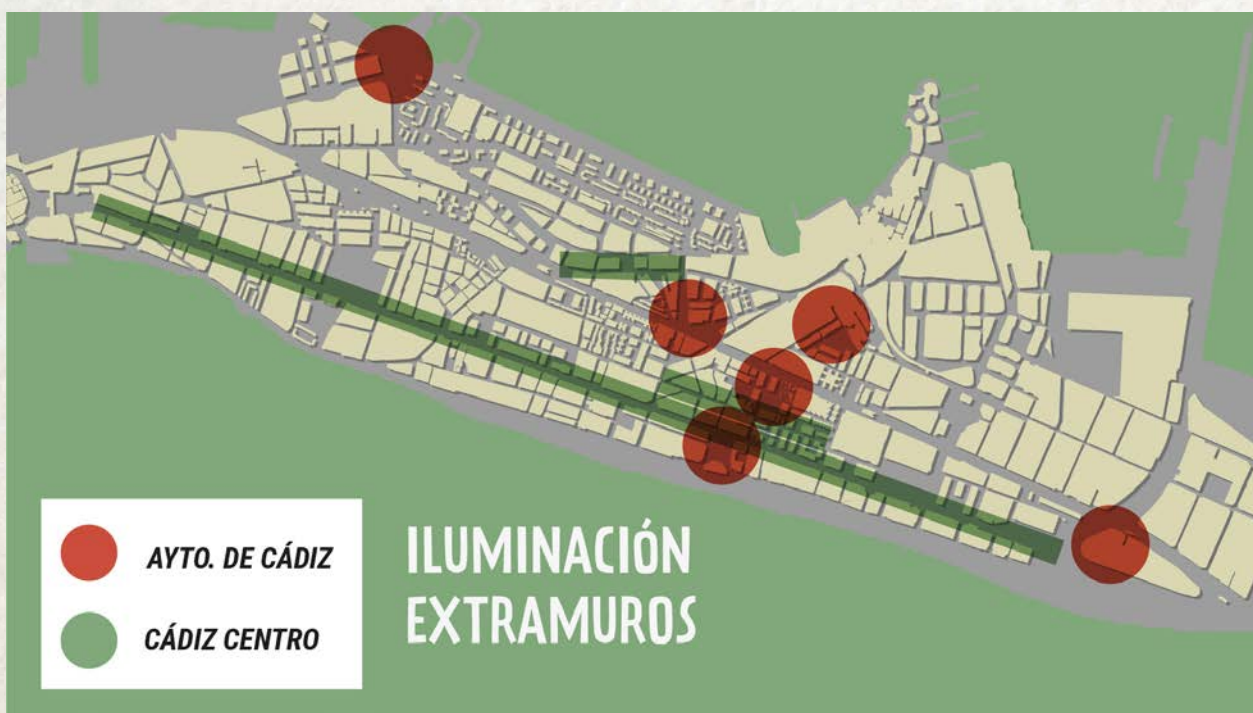 AYTO. DE CÁDIZ
CÁDIZ CENTRO
ILUMINACIÓN
EXTRAMUROS